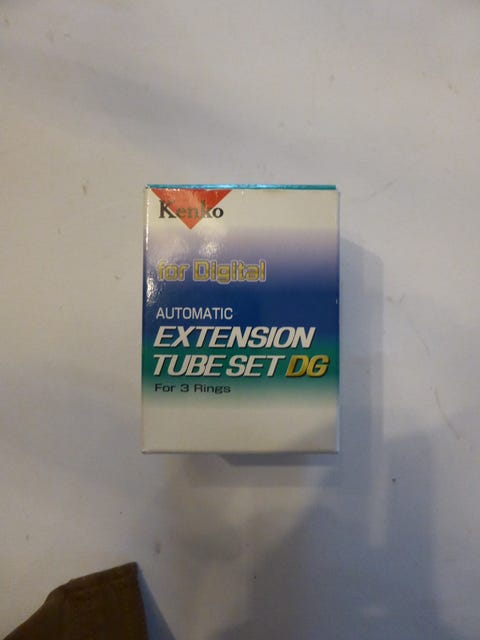 Kenko
for Digital
AUTOMATIC
EXTENSION
TUBE SET DG
For 3 Rings